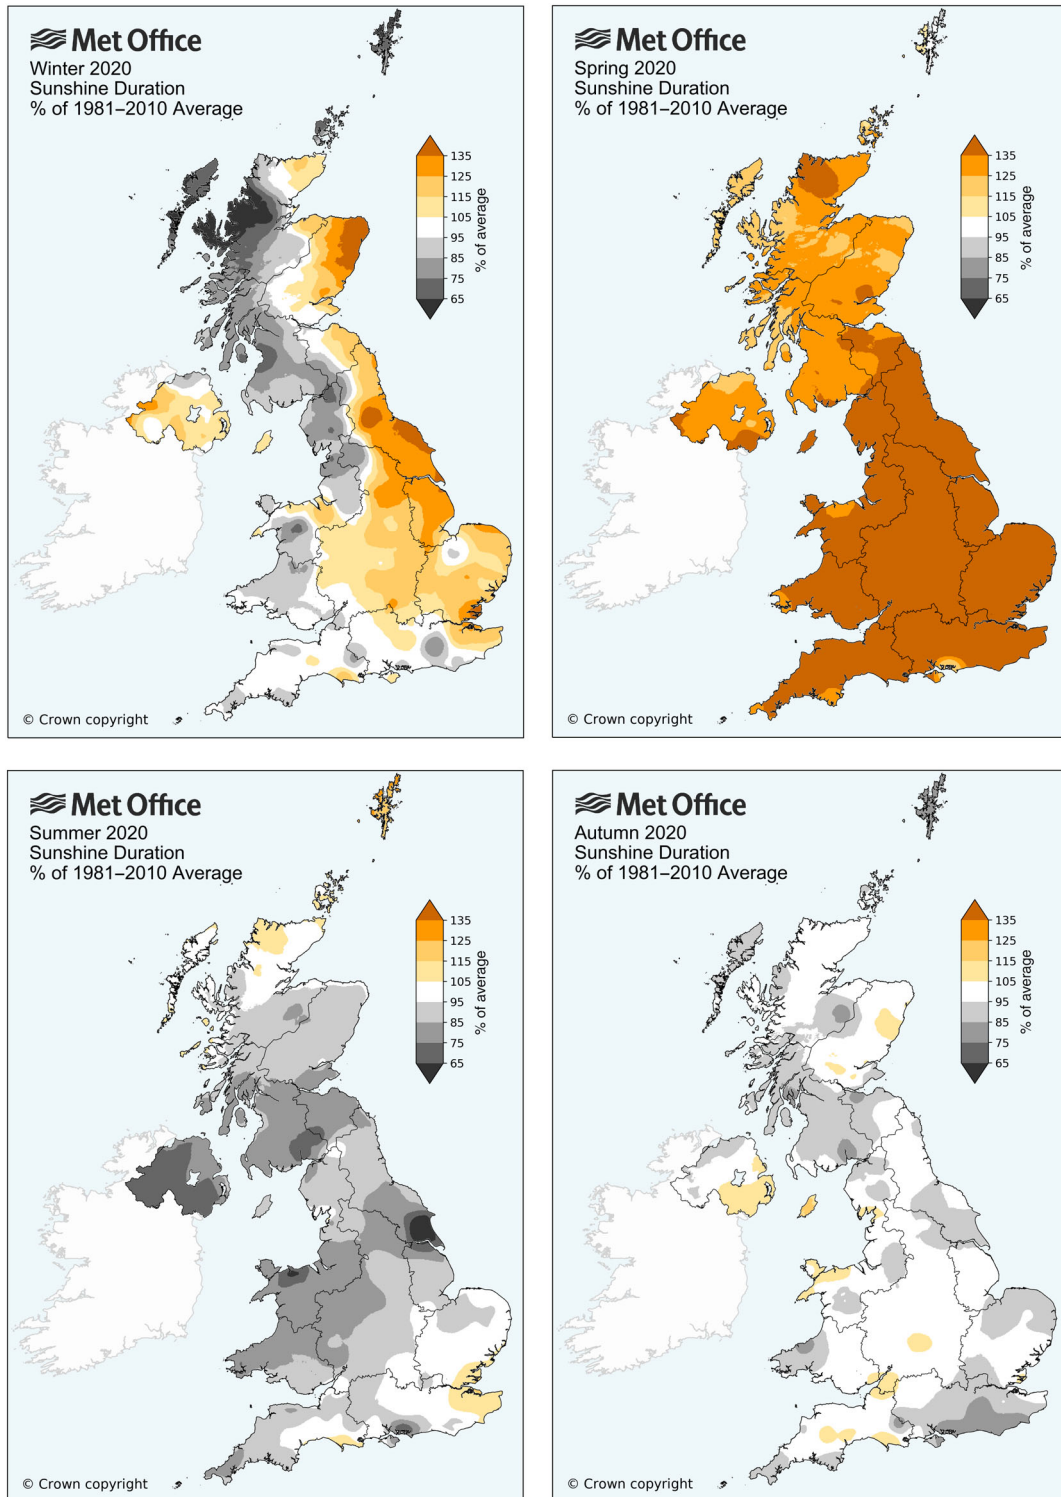 Met Office
Winter 2020
Sunshine Duration
% of 1981−2010 Average
135
125
115
105
95
85
75
65
% of average
© Crown copyright
Met Office
Spring 2020
Sunshine Duration
% of 1981−2010 Average
135
125
115
105
95
85
75
65
% of average
© Crown copyright
Met Office
Summer 2020
Sunshine Duration
% of 1981−2010 Average
135
125
115
105
95
85
75
65
% of average
© Crown copyright
Met Office
Autumn 2020
Sunshine Duration
% of 1981−2010 Average
135
125
115
105
95
85
75
65
% of average
© Crown copyright